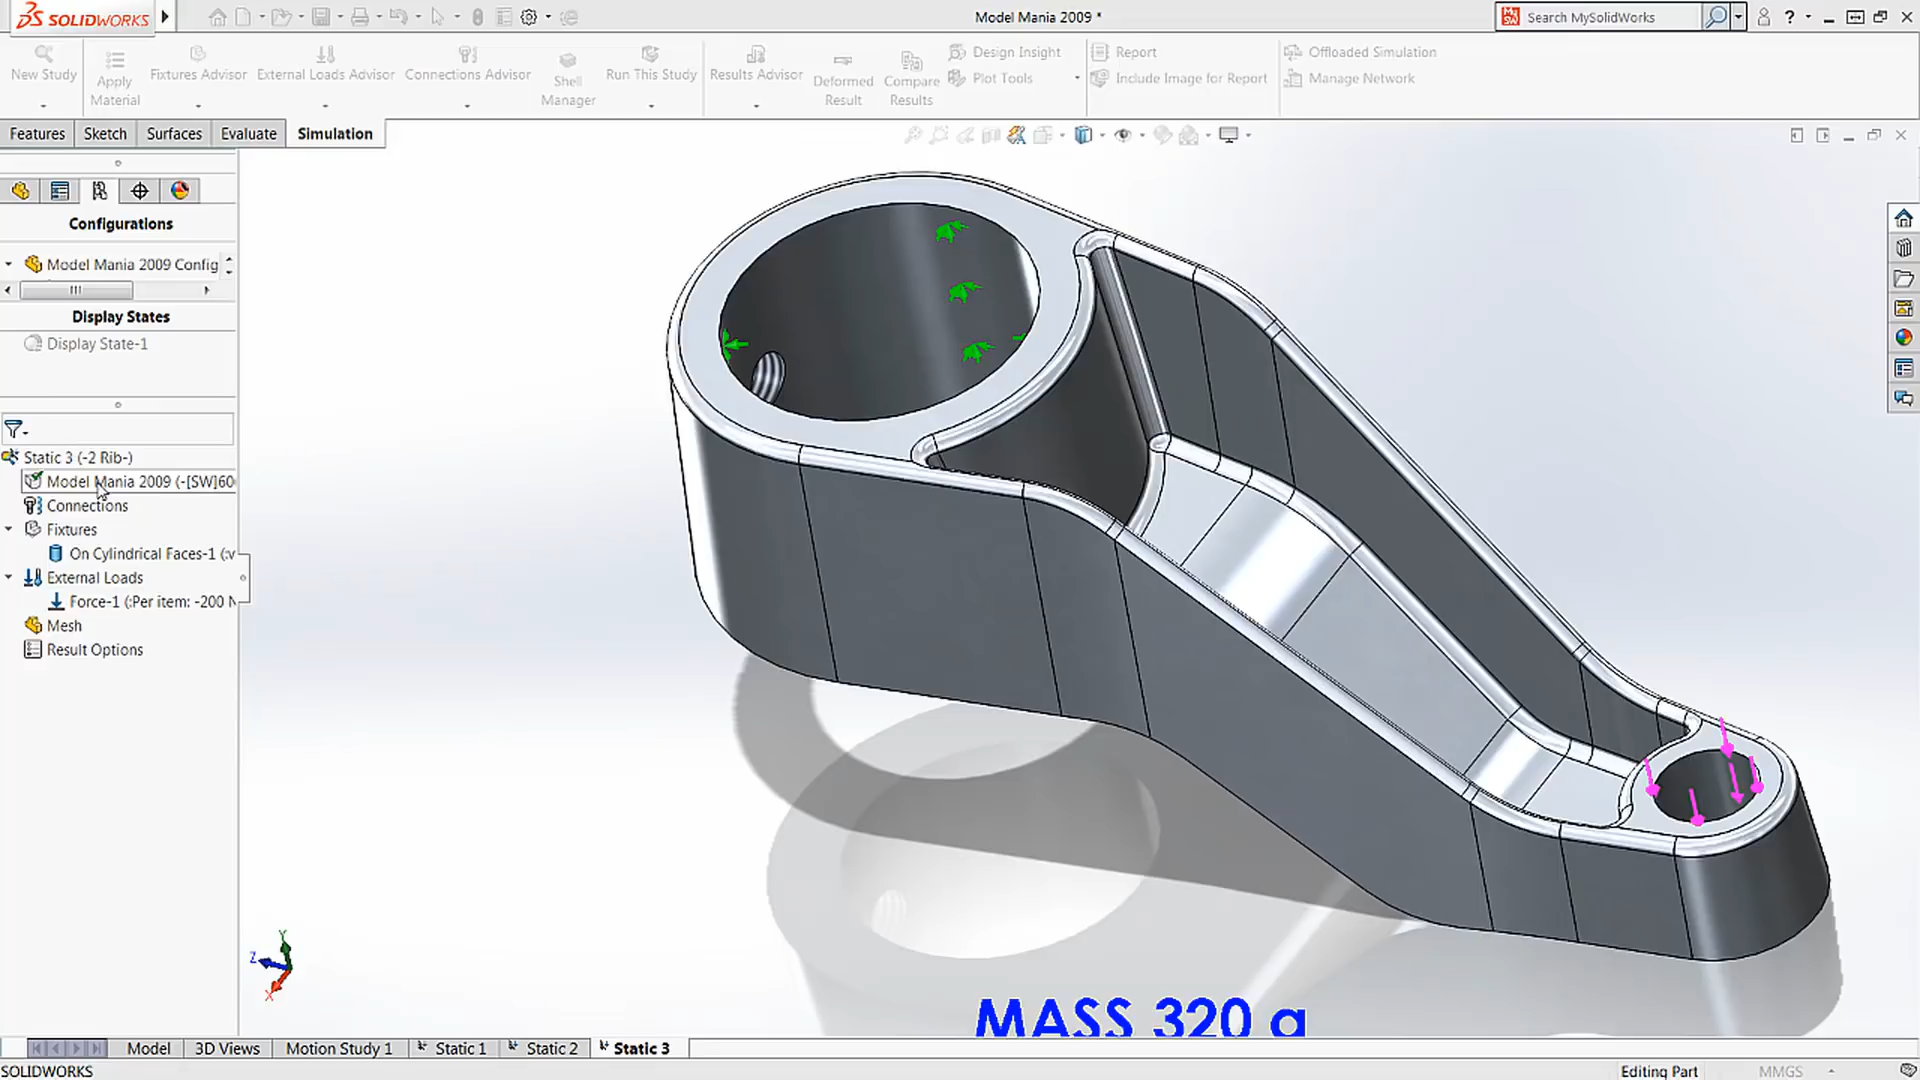 SOLIDWORKS
Model Mania 2009 *
Search MySolidWorks
New Study
Apply Material
Fixtures Advisor
External Loads Advisor
Connections Advisor
Shell Manager
Run This Study
Results Advisor
Deformed Result
Compare Results
Design Insight
Plot Tools
Report
Include Image for Report
Offloaded Simulation
Manage Network
Features
Sketch
Surfaces
Evaluate
Simulation
Configurations
Model Mania 2009 Config
Display States
Display State-1
Static 3 (-2 Rib-)
Model Mania 2009 (-[SW]60
Connections
Fixtures
On Cylindrical Faces-1 (:v
External Loads
Force-1 (:Per item: -200 N
Mesh
Result Options
Y
Z
X
MASS 320 g
Model
3D Views
Motion Study 1
Static 1
Static 2
Static 3
SOLIDWORKS
Editing Part
MMGS